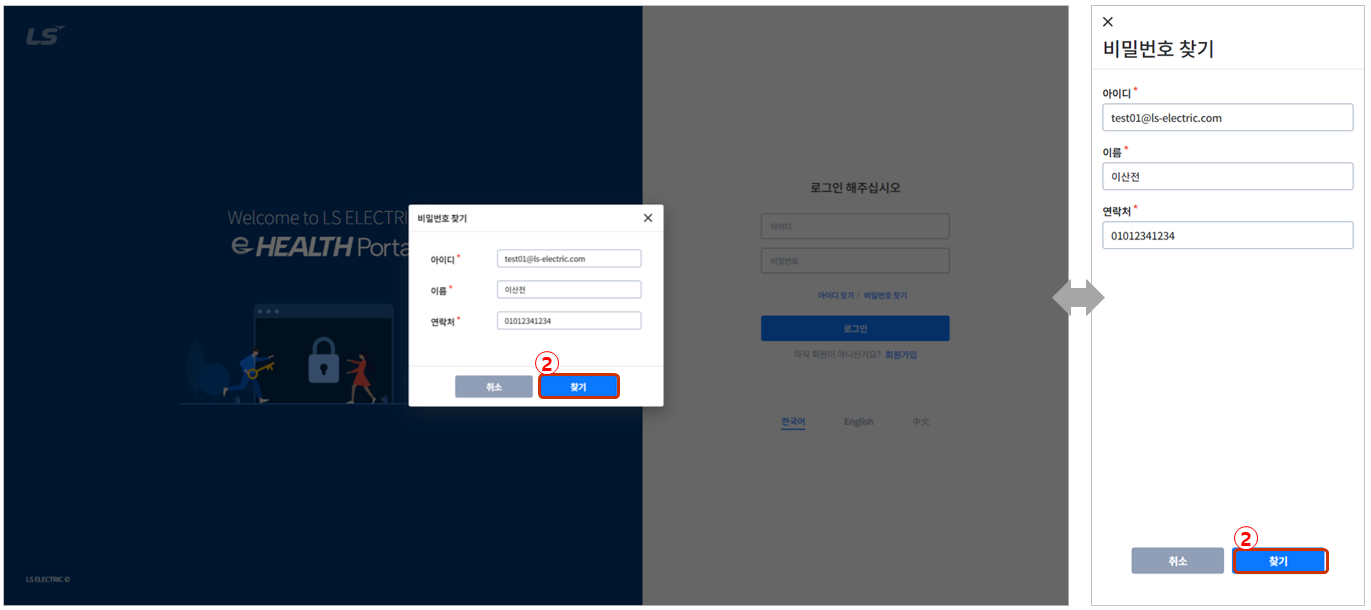 LS
Welcome to LS ELECTRI
e-HEALTH Porta
LS ELECTRIC ©
로그인 해주십시오
아이디
비밀번호
아이디 찾기 | 비밀번호 찾기
로그인
아직 회원이 아니신가요? 회원가입
한국어 English 中文
비밀번호 찾기
아이디 * test01@ls-electric.com
이름 * 이산전
연락처 * 01012341234
②
취소 찾기
비밀번호 찾기
아이디 *
test01@ls-electric.com
이름 *
이산전
연락처 *
01012341234
②
취소 찾기